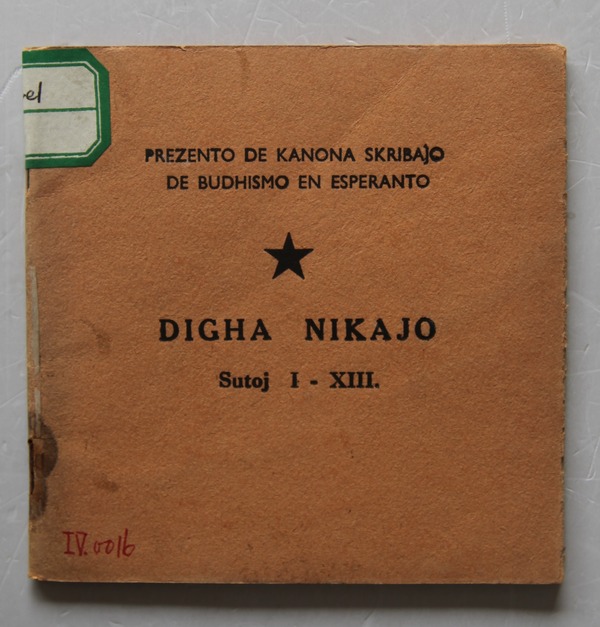 PREZENTO DE KANONA SKRIBAĴO
DE BUDHISMO EN ESPERANTO
DIGHA NIKAJO
Sutoj I - XIII.
IV.0016